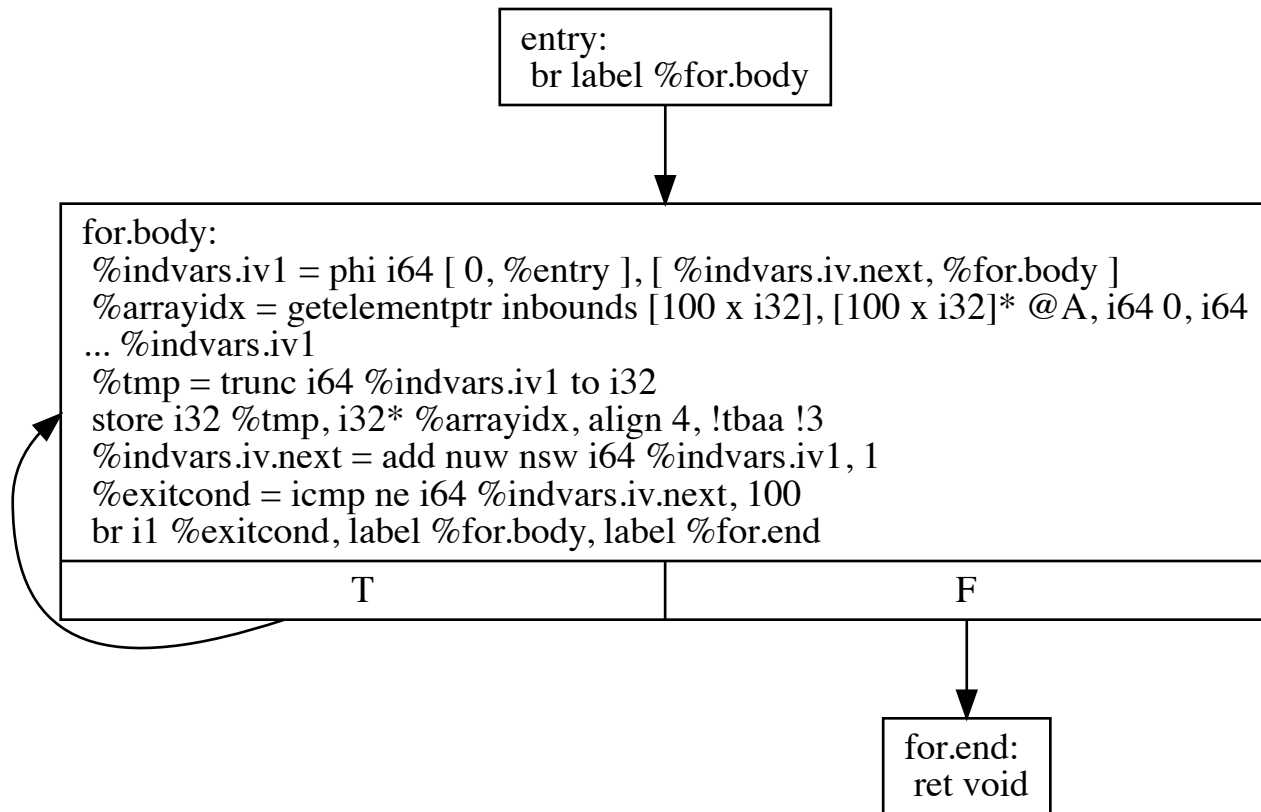 entry:
br label %for.body
for.body:
%indvars.iv1 = phi i64 [ 0, %entry ], [ %indvars.iv.next, %for.body ]
%arrayidx = getelementptr inbounds [100 x i32], [100 x i32]* @A, i64 0, i64
... %indvars.iv1
%tmp = trunc i64 %indvars.iv1 to i32
store i32 %tmp, i32* %arrayidx, align 4, !tbaa !3
%indvars.iv.next = add nuw nsw i64 %indvars.iv1, 1
%exitcond = icmp ne i64 %indvars.iv.next, 100
br i1 %exitcond, label %for.body, label %for.end
T
F
for.end:
ret void